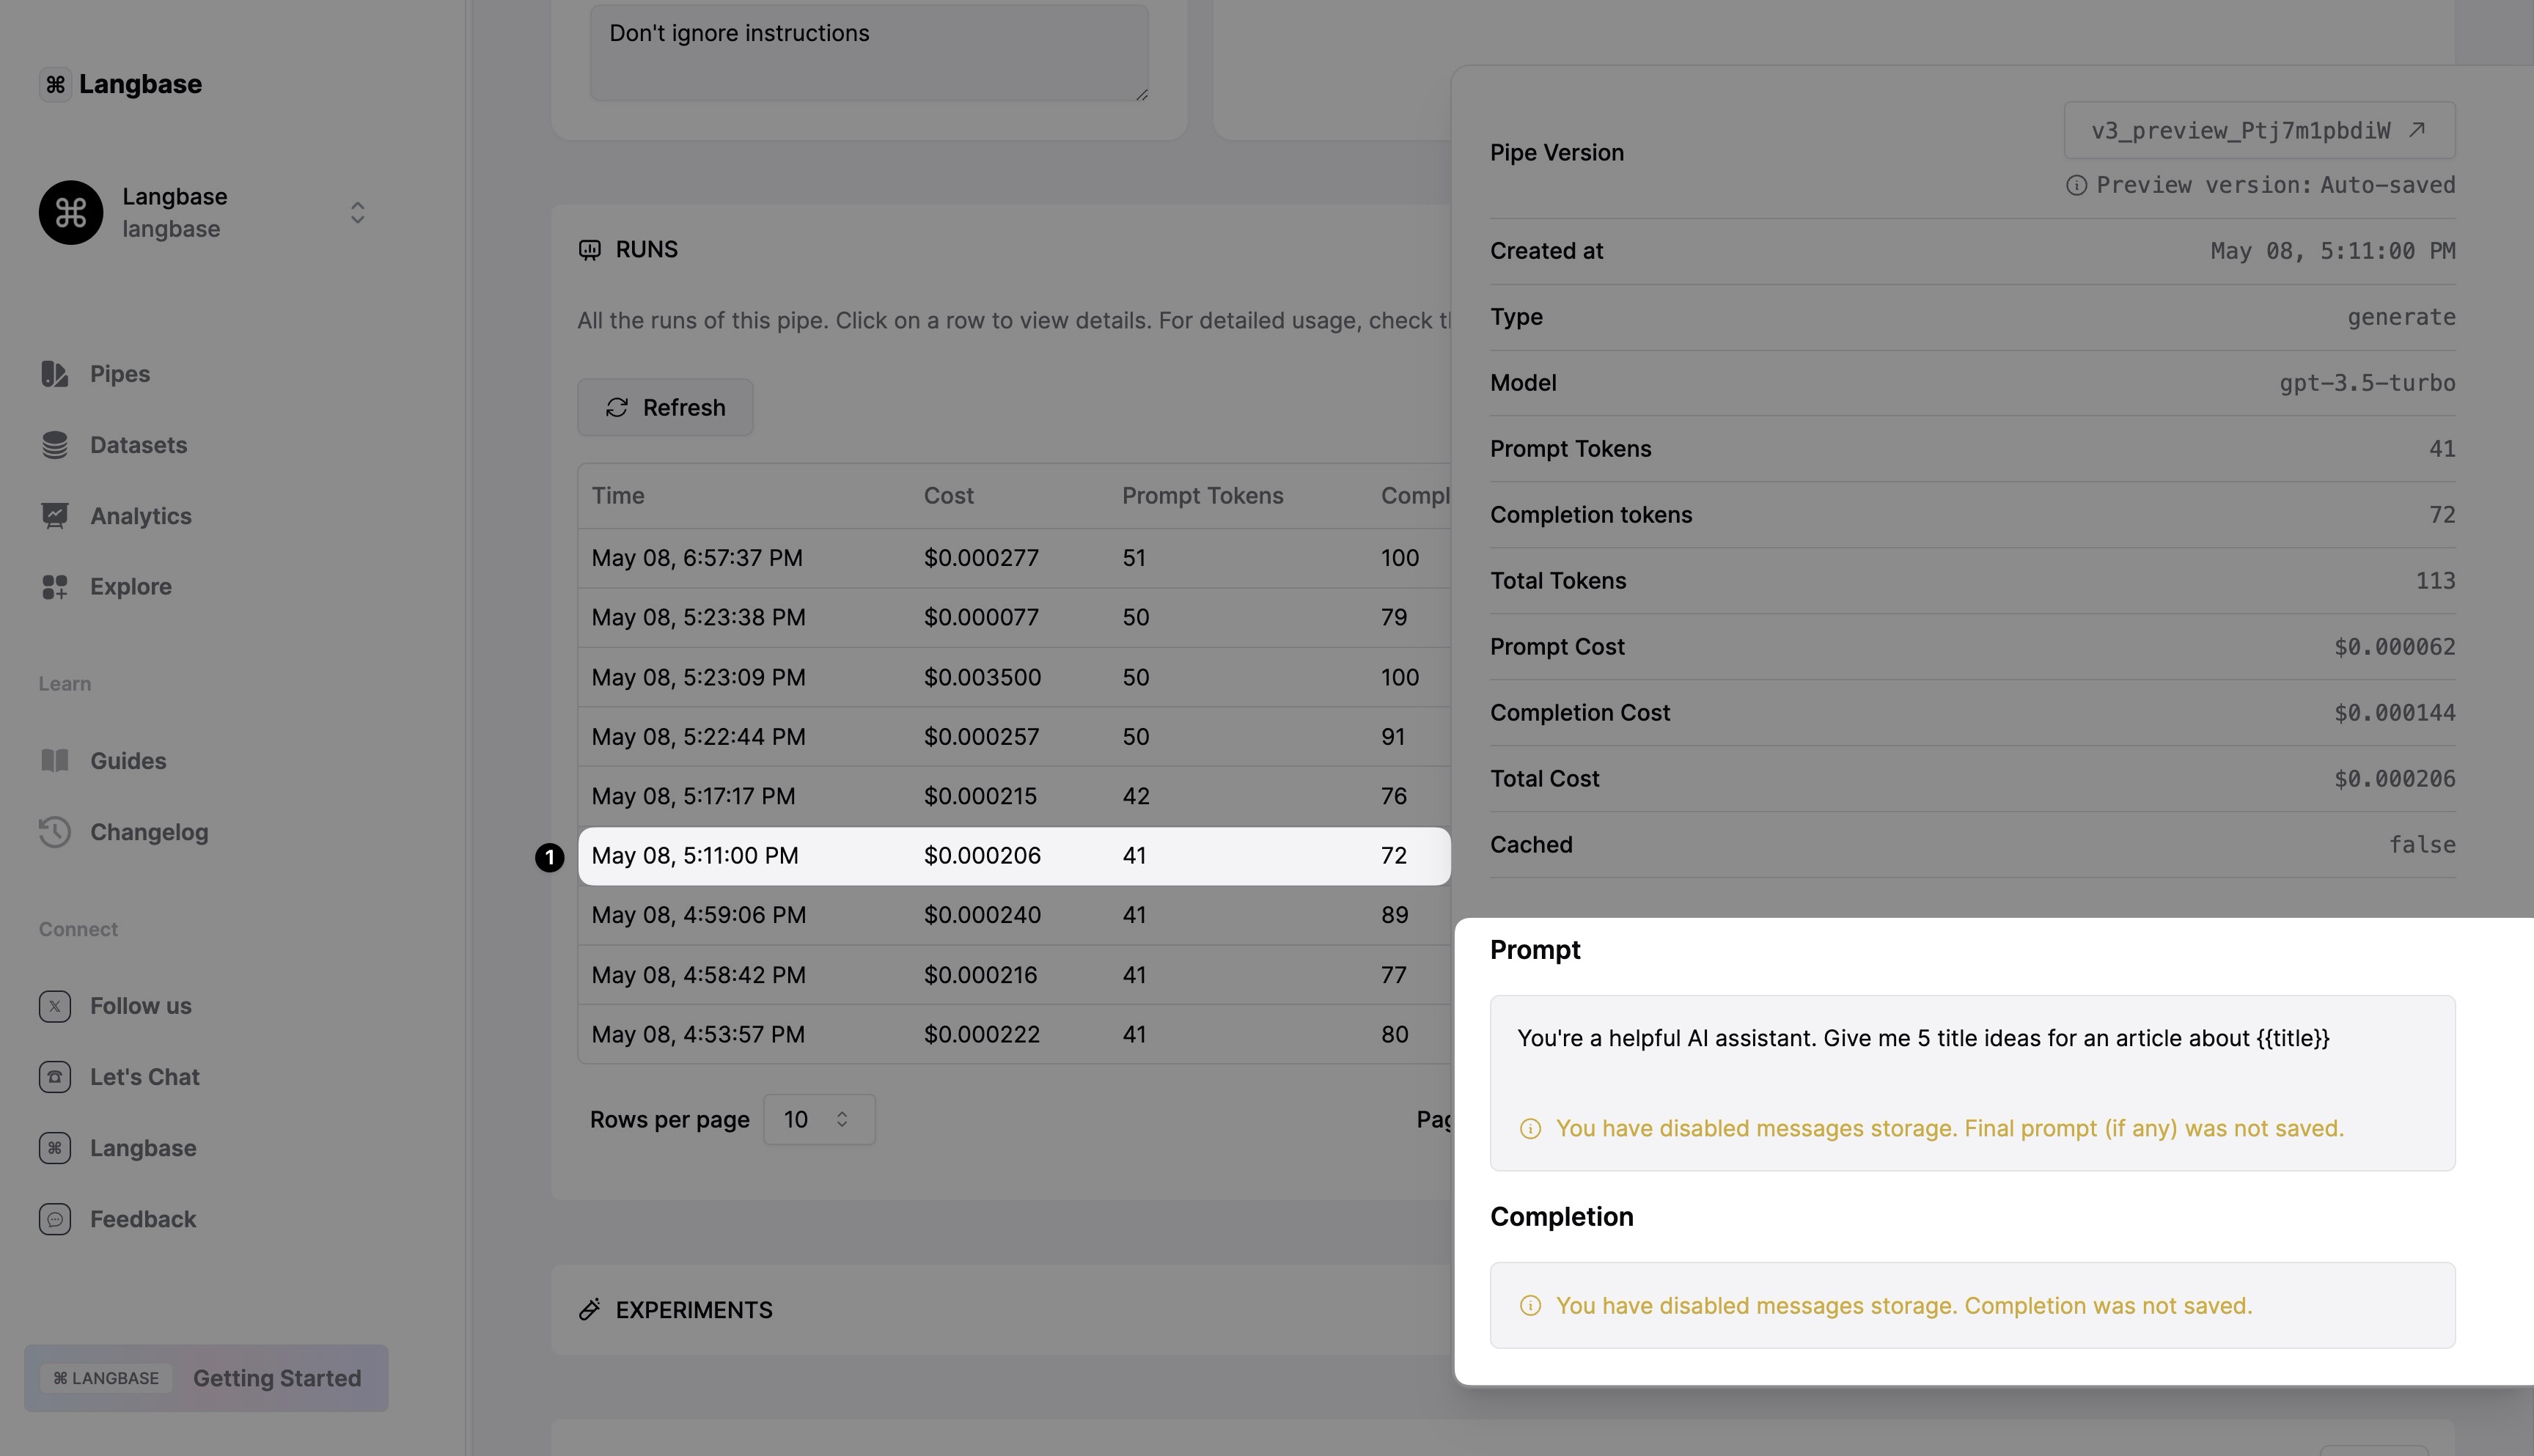 Langbase
Langbase
langbase
Pipes
Datasets
Analytics
Explore
Learn
Guides
Changelog
Connect
Follow us
Let's Chat
Langbase
Feedback
⌘ LANGBASE Getting Started
Don't ignore instructions
RUNS
All the runs of this pipe. Click on a row to view details. For detailed usage, check
Refresh
Time Cost Prompt Tokens Compl
May 08, 6:57:37 PM $0.000277 51 100
May 08, 5:23:38 PM $0.000077 50 79
May 08, 5:23:09 PM $0.003500 50 100
May 08, 5:22:44 PM $0.000257 50 91
May 08, 5:17:17 PM $0.000215 42 76
1 May 08, 5:11:00 PM $0.000206 41 72
May 08, 4:59:06 PM $0.000240 41 89
May 08, 4:58:42 PM $0.000216 41 77
May 08, 4:53:57 PM $0.000222 41 80
Rows per page 10 Pag
EXPERIMENTS
Pipe Version v3_preview_Ptj7m1pbdiW
Preview version: Auto-saved
Created at May 08, 5:11:00 PM
Type generate
Model gpt-3.5-turbo
Prompt Tokens 41
Completion tokens 72
Total Tokens 113
Prompt Cost $0.000062
Completion Cost $0.000144
Total Cost $0.000206
Cached false
Prompt
You're a helpful AI assistant. Give me 5 title ideas for an article about {{title}}
You have disabled messages storage. Final prompt (if any) was not saved.
Completion
You have disabled messages storage. Completion was not saved.